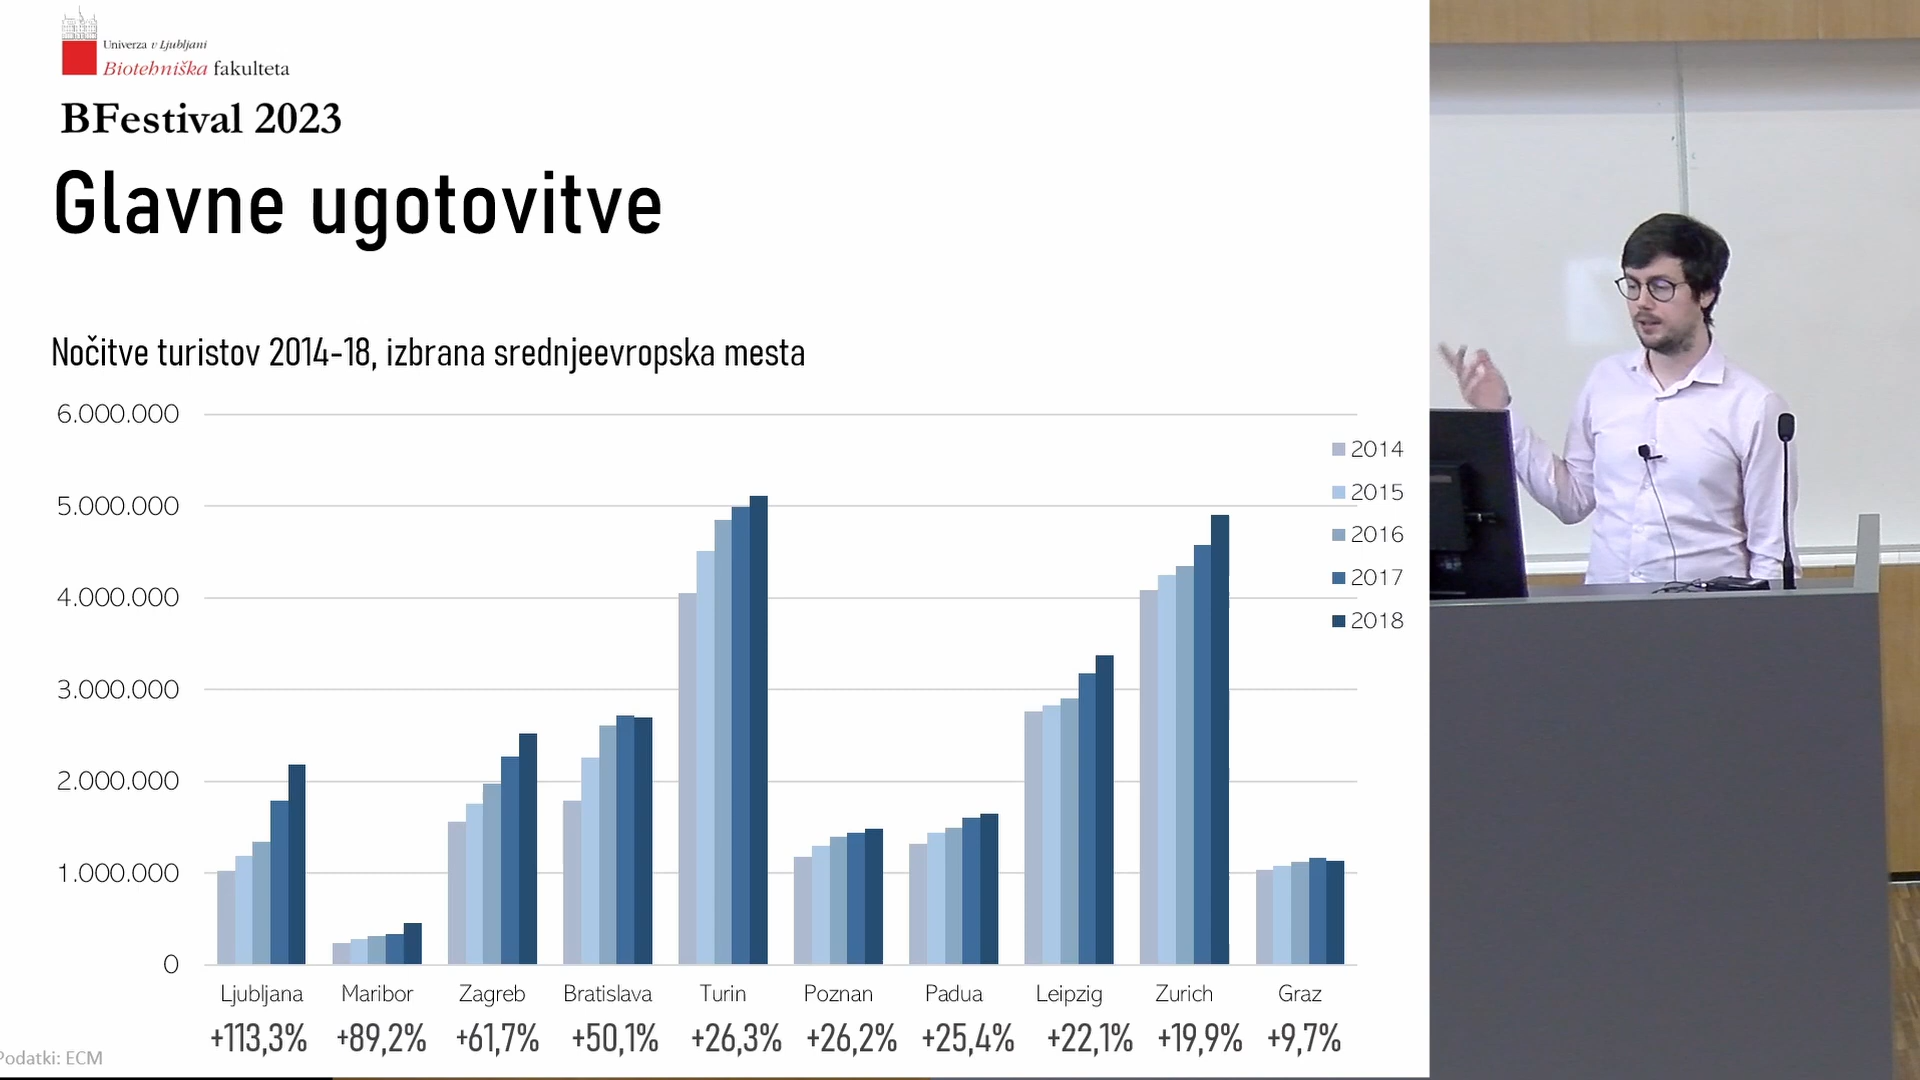 Univerza v Ljubljani
Biotehniška fakulteta
BFestival 2023
Glavne ugotovitve
Nočitve turistov 2014-18, izbrana srednjeevropska mesta
6.000.000
5.000.000
4.000.000
3.000.000
2.000.000
1.000.000
0
2014
2015
2016
2017
2018
Ljubljana Maribor Zagreb Bratislava Turin Poznan Padua Leipzig Zurich Graz
+113,3% +89,2% +61,7% +50,1% +26,3% +26,2% +25,4% +22,1% +19,9% +9,7%
Podatki: ECM